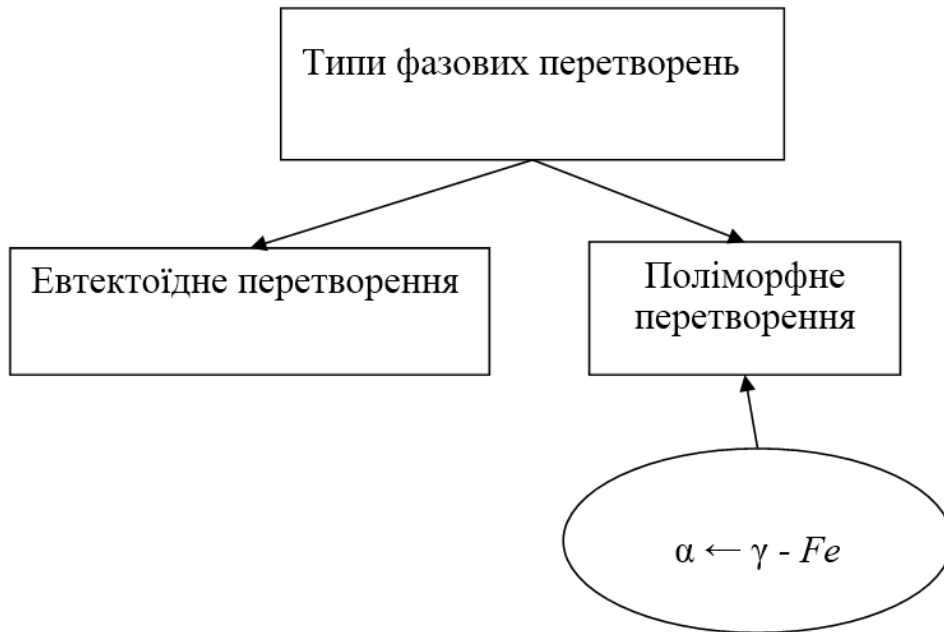 Типи фазових перетворень
Евтектоїдне перетворення
Поліморфне
перетворення
α ← γ - Fe